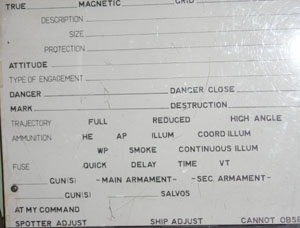 TRUE MAGNETIC GRID
DESCRIPTION
SIZE
PROTECTION
ATTITUDE
TYPE OF ENGAGEMENT
DANGER DANGER CLOSE
MARK DESTRUCTION
TRAJECTORY FULL REDUCED HIGH ANGLE
AMMUNITION HE AP ILLUM COORD ILLUM
WP SMOKE CONTINUOUS ILLUM
FUSE QUICK DELAY TIME VT
GUN(S) -MAIN ARMAMENT- -SEC. ARMAMENT-
GUN(S) SALVOS
AT MY COMMAND
SPOTTER ADJUST SHIP ADJUST CANNOT OBSE